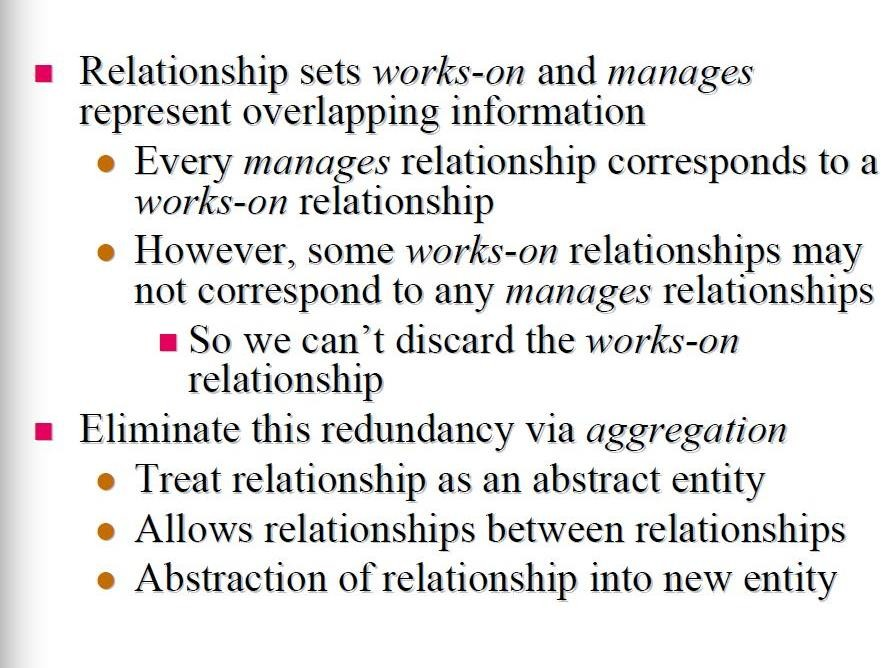 Relationship sets works-on and manages
represent overlapping information
Every manages relationship corresponds to a
works-on relationship
However, some works-on relationships may
not correspond to any manages relationships
So we can’t discard the works-on
relationship
Eliminate this redundancy via aggregation
Treat relationship as an abstract entity
Allows relationships between relationships
Abstraction of relationship into new entity